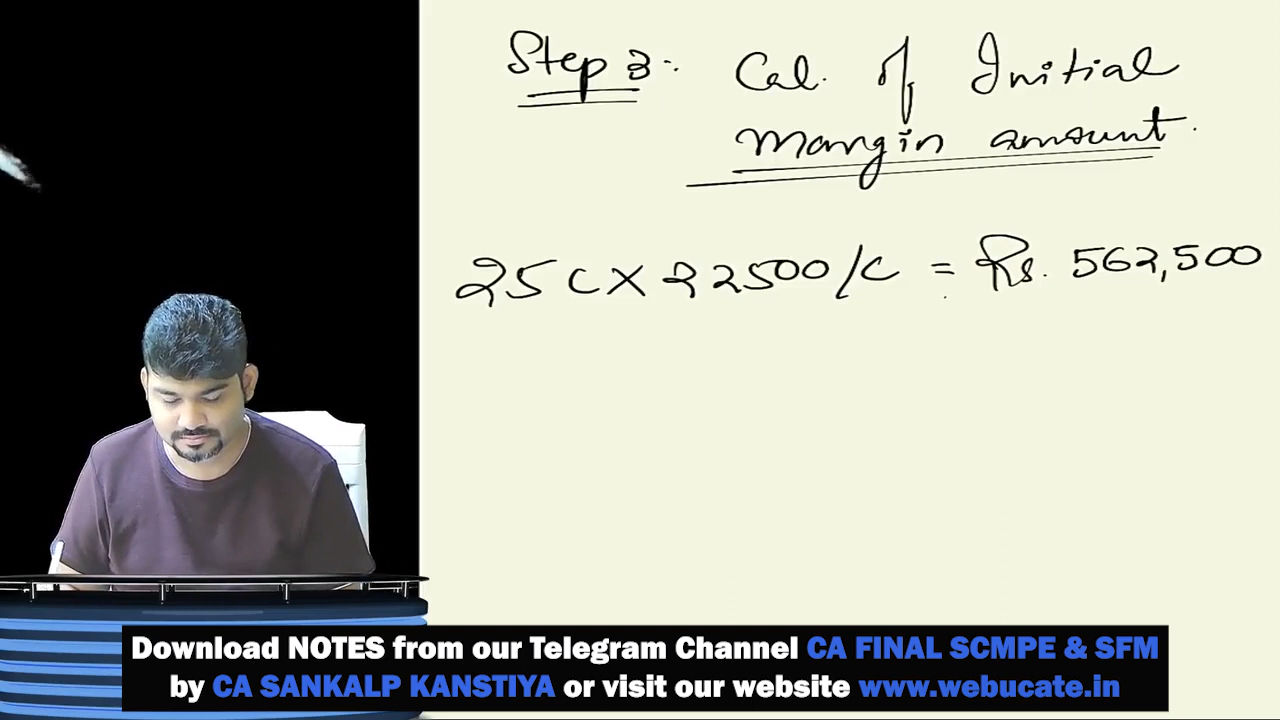 Step 3:- Cal. of Initial
Margin amount.
25 C X 22500/C = Rs. 562,500
Download NOTES from our Telegram Channel CA FINAL SCMPE & SFM
by CA SANKALP KANSTIYA or visit our website www.webucate.in